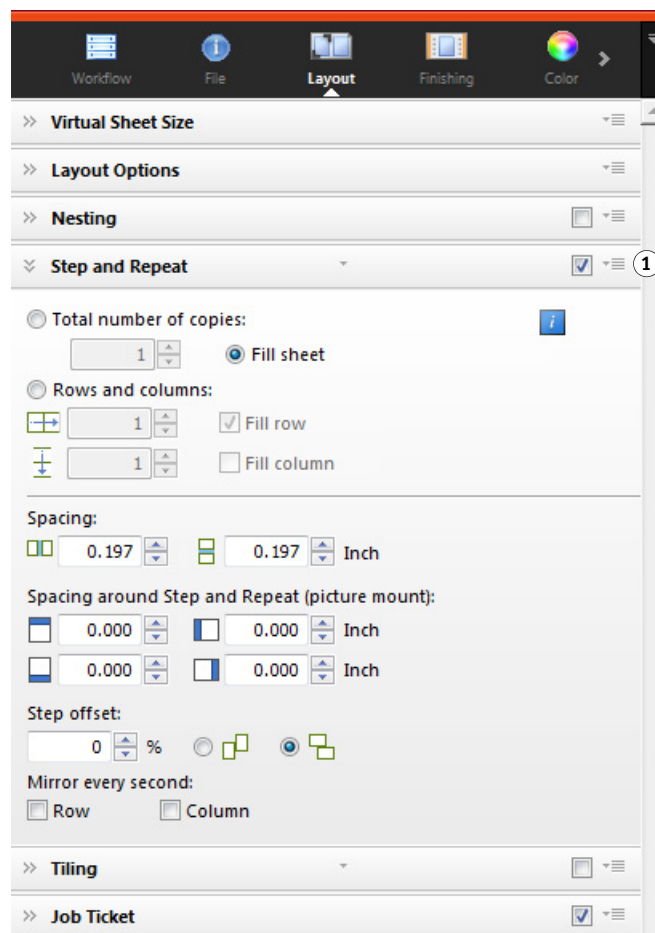 Workflow File Layout Finishing Color
Virtual Sheet Size
Layout Options
Nesting
Step and Repeat 1
Total number of copies: i
1 Fill sheet
Rows and columns:
1 Fill row
1 Fill column
Spacing:
0.197 0.197 Inch
Spacing around Step and Repeat (picture mount):
0.000 0.000 Inch
0.000 0.000 Inch
Step offset:
0 %
Mirror every second:
Row Column
Tiling
Job Ticket